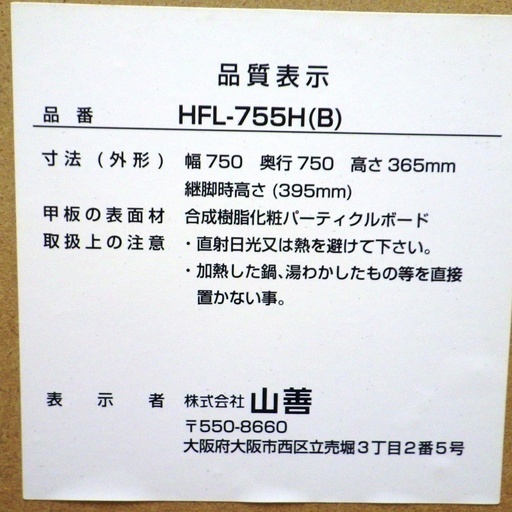 品質表示
品番 HFL-755H(B)
寸法(外形) 幅750 奥行750 高さ365mm
継脚時高さ(395mm)
甲板の表面材 合成樹脂化粧パーティクルボード
取扱上の注意 ・直射日光又は熱を避けて下さい。
・加熱した鍋、湯わかしたもの等を直接
置かない事。
表示者 株式会社 山善
〒550-8660
大阪府大阪市西区立売堀3丁目2番5号